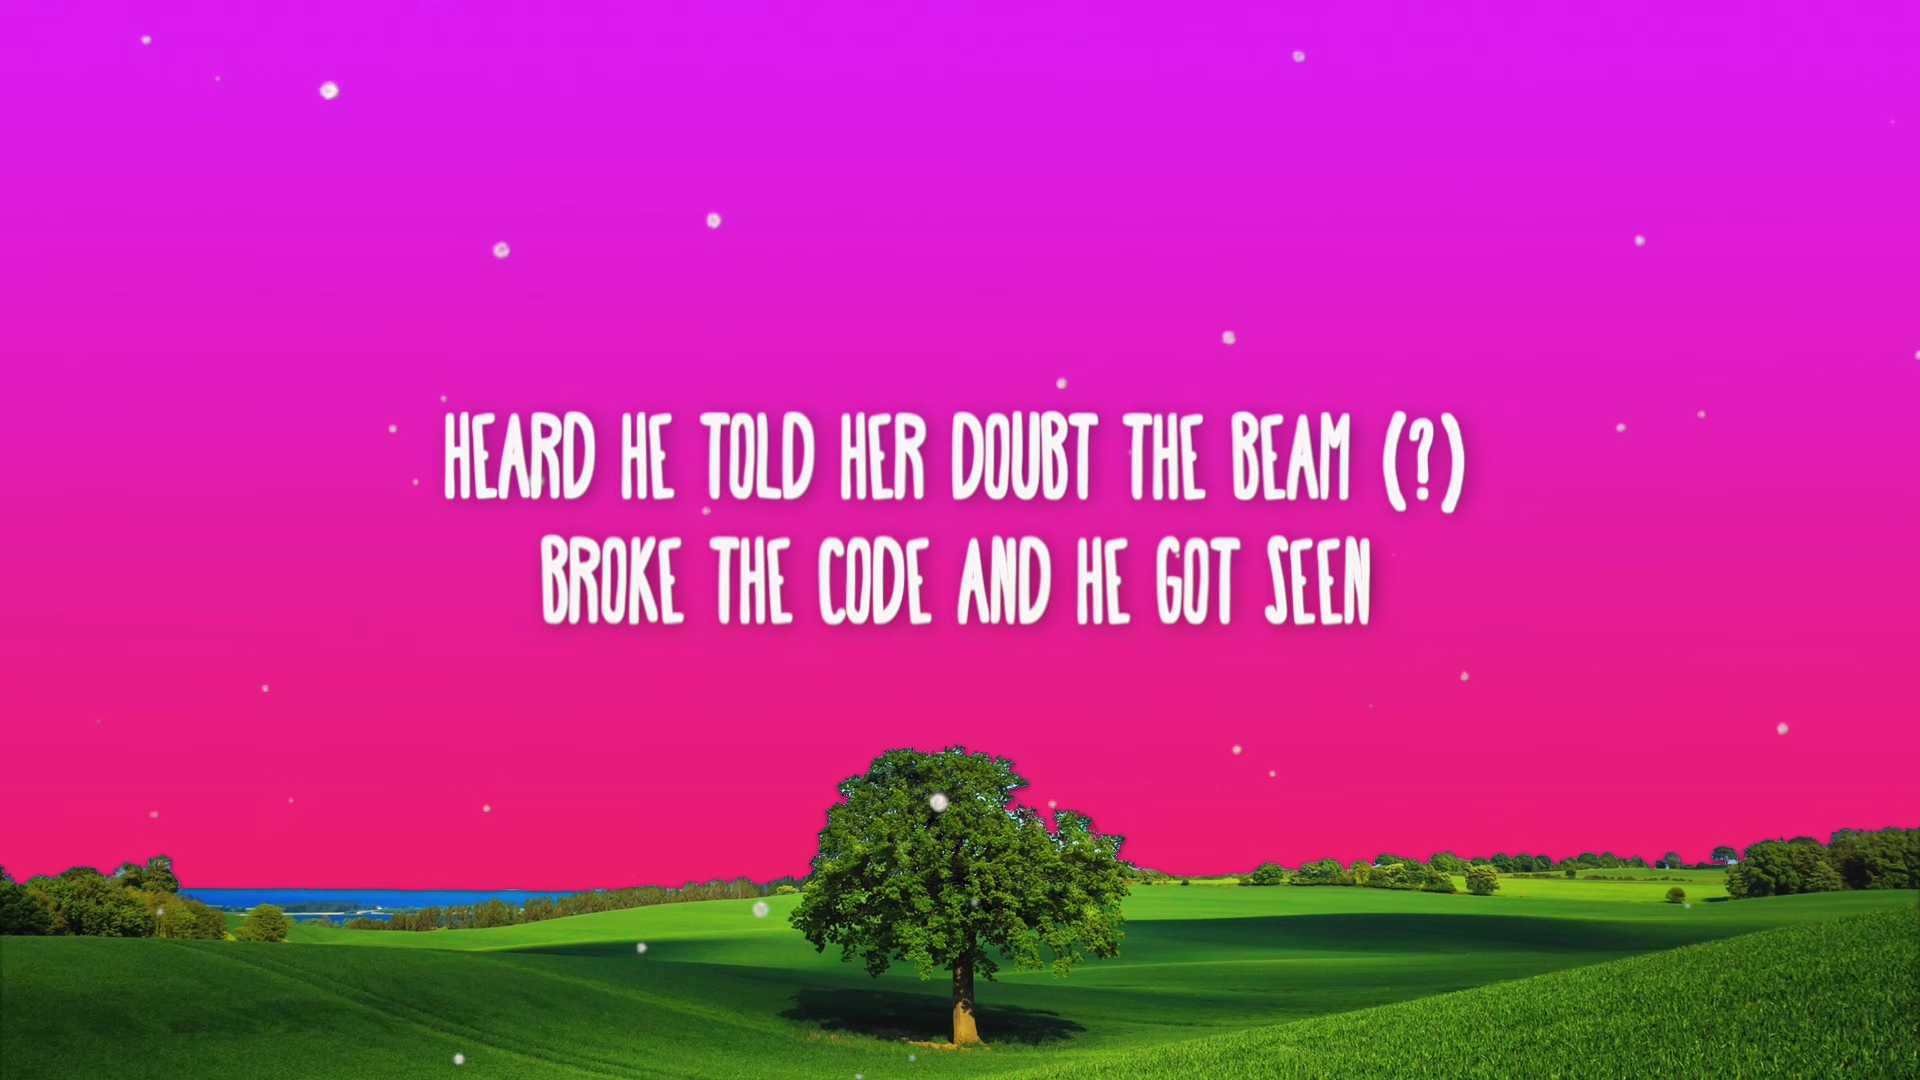 HEARD HE TOLD HER DOUBT THE BEAM (?)
BROKE THE CODE AND HE GOT SEEN